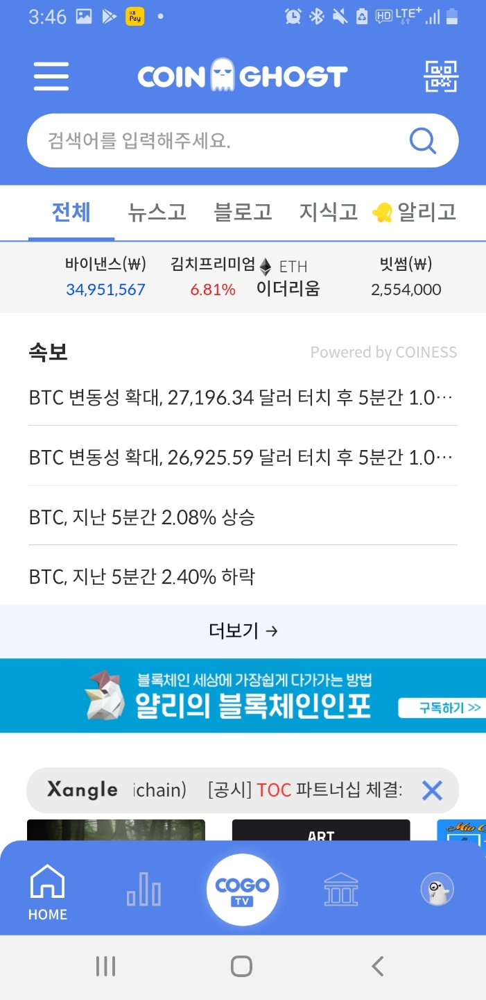 3:46
KB Pay
HD LTE+
COIN GHOST
검색어를 입력해주세요.
전체 뉴스고 블로고 지식고 알리고
바이낸스(₩) 김치프리미엄 ETH 빗썸(₩)
34,951,567 6.81% 이더리움 2,554,000
속보 Powered by COINESS
BTC 변동성 확대, 27,196.34 달러 터치 후 5분간 1.0…
BTC 변동성 확대, 26,925.59 달러 터치 후 5분간 1.0…
BTC, 지난 5분간 2.08% 상승
BTC, 지난 5분간 2.40% 하락
더보기 →
블록체인 세상에 가장쉽게 다가가는 방법
얄리의 블록체인인포
구독하기 >>
Xangle ichain) [공시] TOC 파트너십 체결:
ART
COGO
TV
HOME